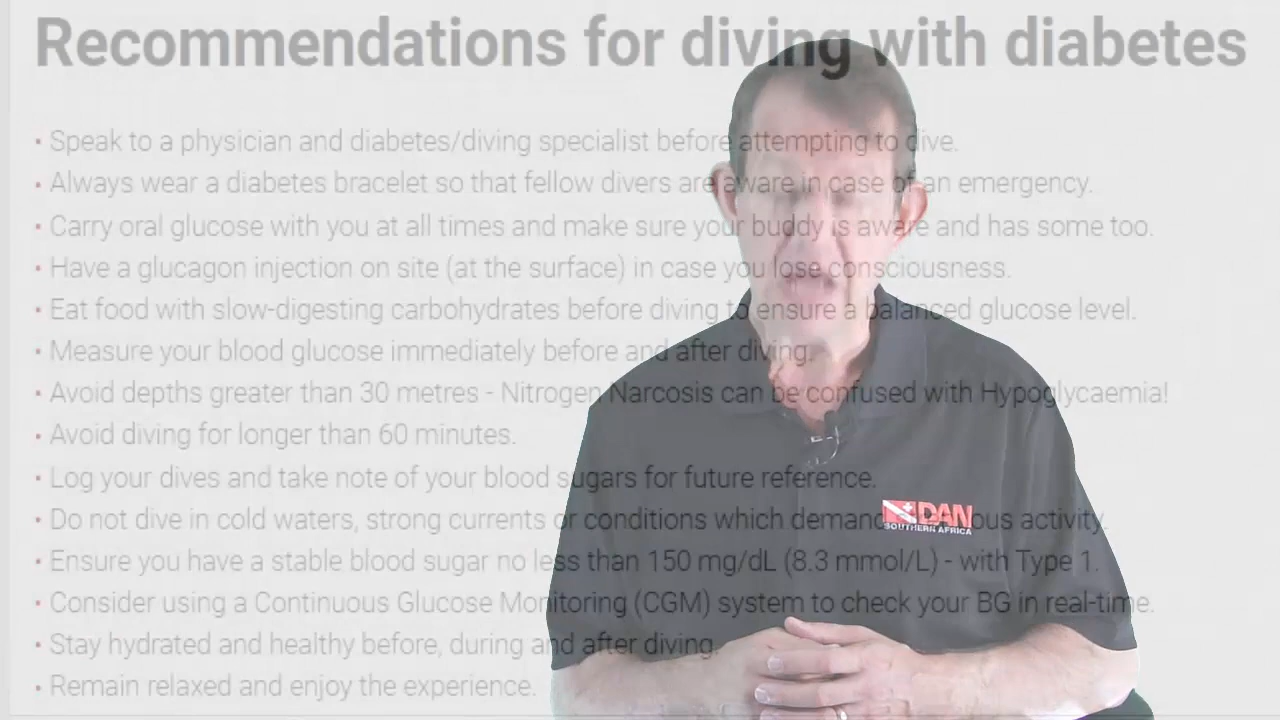 Recommendations for diving with diabetes
• Speak to a physician and diabetes/diving specialist before attempting to dive.
• Always wear a diabetes bracelet so that fellow divers are aware in case of an emergency.
• Carry oral glucose with you at all times and make sure your buddy is aware and has some too.
• Have a glucagon injection on site (at the surface) in case you lose consciousness.
• Eat food with slow-digesting carbohydrates before diving to ensure a balanced glucose level.
• Measure your blood glucose immediately before and after diving.
• Avoid depths greater than 30 metres - Nitrogen Narcosis can be confused with Hypoglycaemia!
• Avoid diving for longer than 60 minutes.
• Log your dives and take note of your blood sugars for future reference.
• Do not dive in cold waters, strong currents or conditions which demand activity.
DAN
SOUTHERN AFRICA
• Ensure you have a stable blood sugar no less than 150 mg/dL (8.3 mmol/L) - with Type 1.
• Consider using a Continuous Glucose Monitoring (CGM) system to check your BG in real-time.
• Stay hydrated and healthy before, during and after diving.
• Remain relaxed and enjoy the experience.